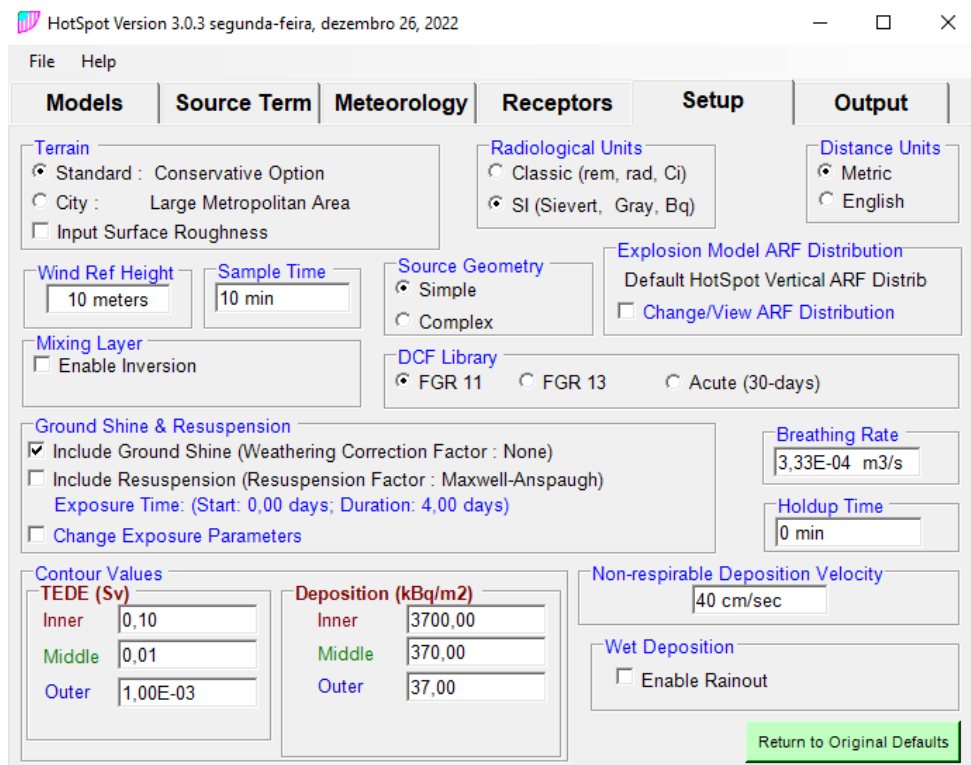 HotSpot Version 3.0.3 segunda-feira, dezembro 26, 2022
File Help
Models Source Term Meteorology Receptors Setup Output
Terrain
Standard : Conservative Option
City : Large Metropolitan Area
Input Surface Roughness
Radiological Units
Classic (rem, rad, Ci)
SI (Sievert, Gray, Bq)
Distance Units
Metric
English
Wind Ref Height
10 meters
Sample Time
10 min
Source Geometry
Simple
Complex
Explosion Model ARF Distribution
Default HotSpot Vertical ARF Distrib
Change/View ARF Distribution
Mixing Layer
Enable Inversion
DCF Library
FGR 11 FGR 13 Acute (30-days)
Ground Shine & Resuspension
Include Ground Shine (Weathering Correction Factor : None)
Include Resuspension (Resuspension Factor : Maxwell-Anspaugh)
Exposure Time: (Start: 0,00 days; Duration: 4,00 days)
Change Exposure Parameters
Breathing Rate
3,33E-04 m3/s
Holdup Time
0 min
Contour Values
TEDE (Sv)
Inner 0,10
Middle 0,01
Outer 1,00E-03
Deposition (kBq/m2)
Inner 3700,00
Middle 370,00
Outer 37,00
Non-respirable Deposition Velocity
40 cm/sec
Wet Deposition
Enable Rainout
Return to Original Defaults